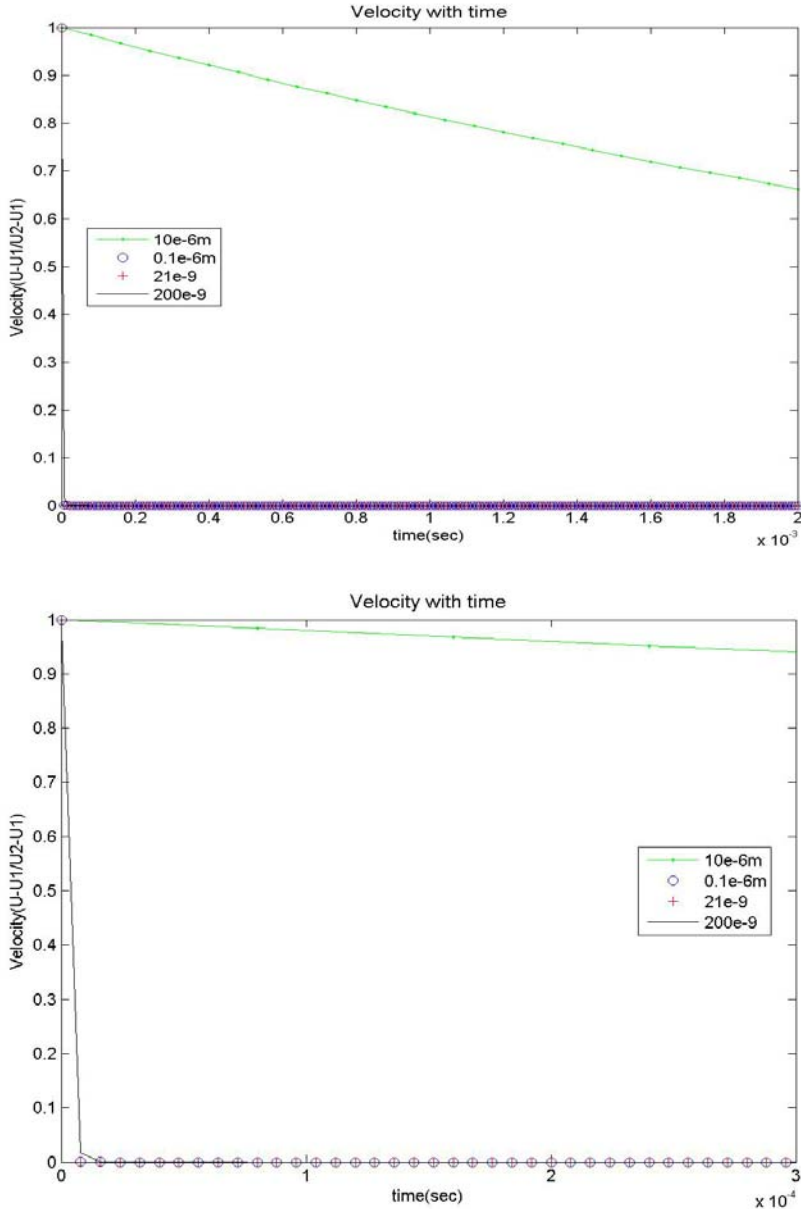 Velocity with time
1
0.9
0.8
0.7
0.6
0.5
0.4
0.3
0.2
0.1
0
Velocity(U-U1/U2-U1)
10e-6m
0.1e-6m
21e-9
200e-9
0 0.2 0.4 0.6 0.8 1 1.2 1.4 1.6 1.8 2
time(sec)
x 10-3
Velocity with time
1
0.9
0.8
0.7
0.6
0.5
0.4
0.3
0.2
0.1
0
Velocity(U-U1/U2-U1)
10e-6m
0.1e-6m
21e-9
200e-9
0 1 2 3
time(sec)
x 10-4